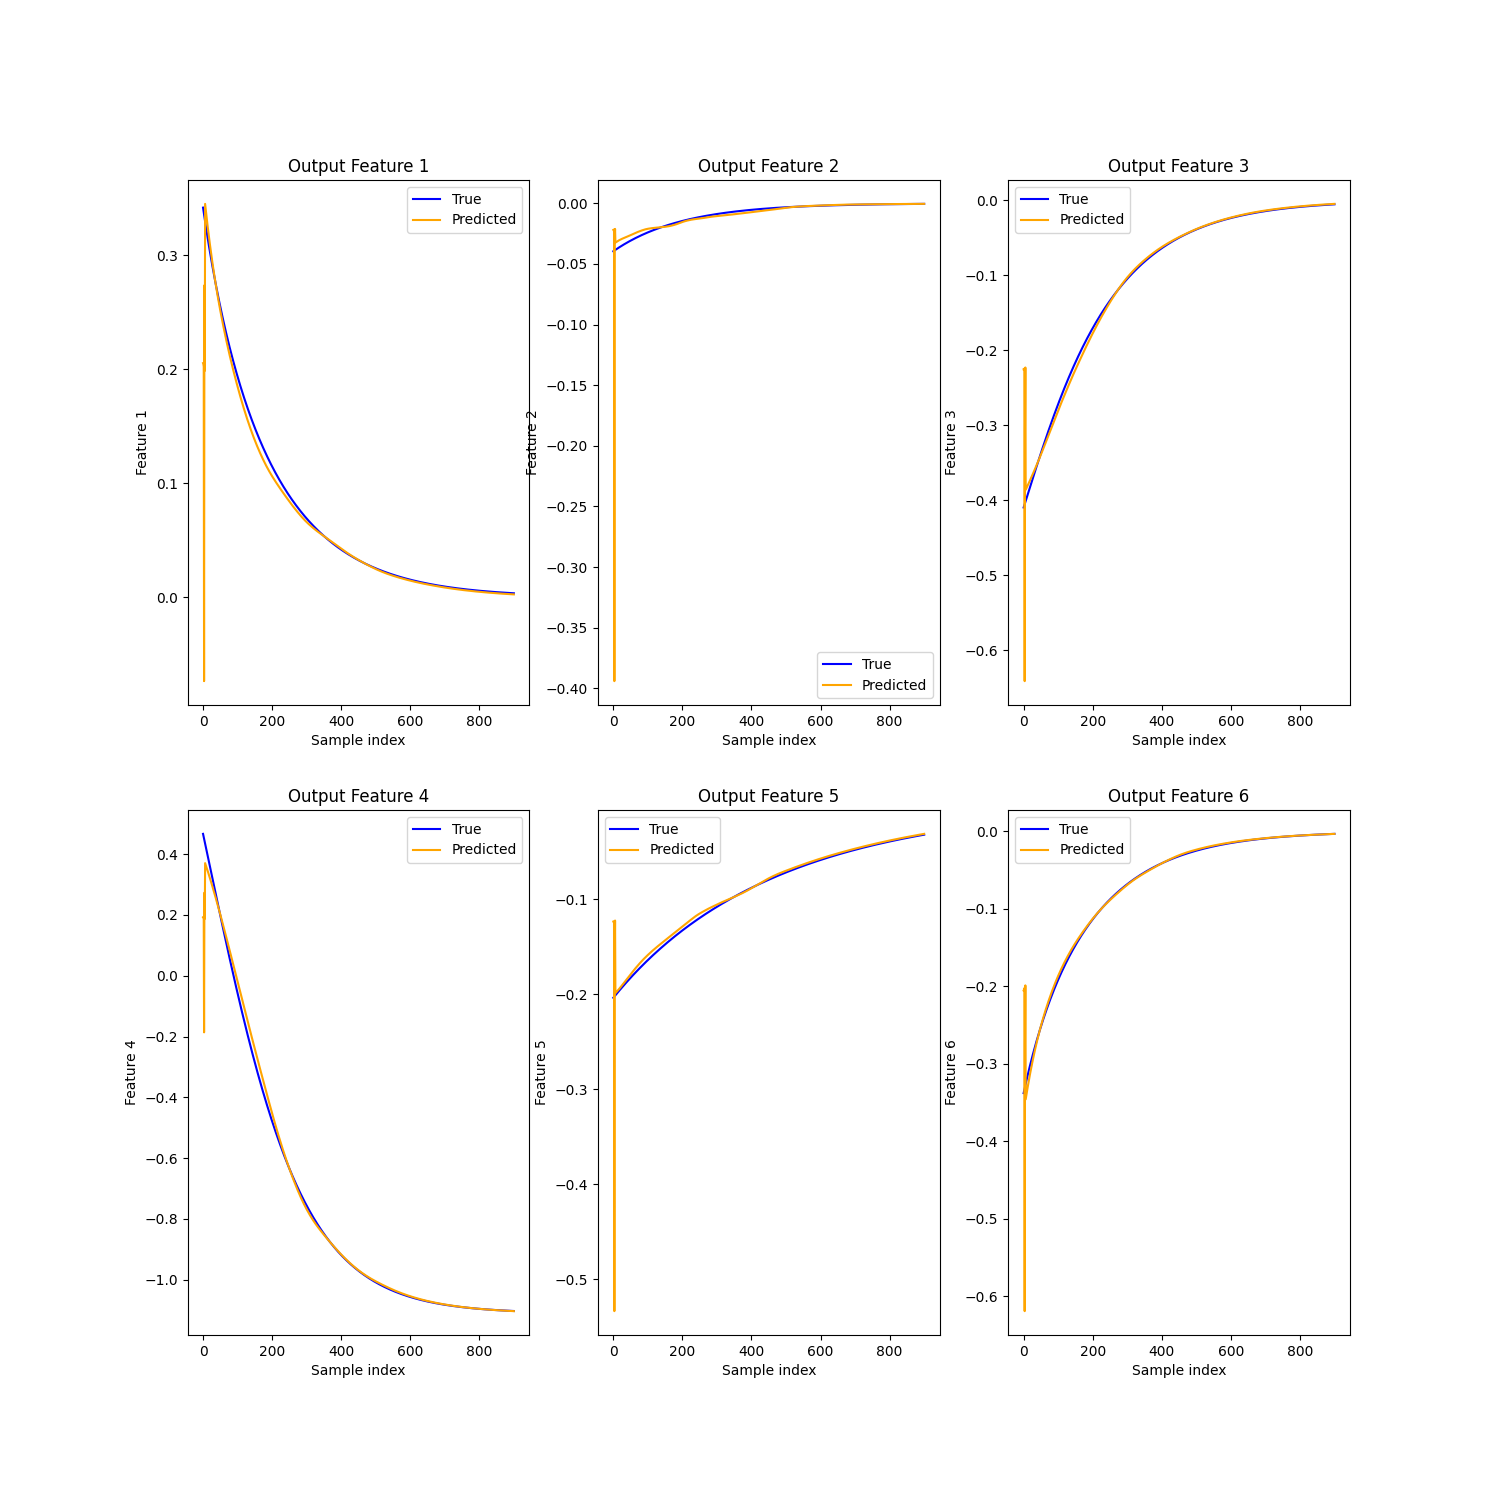 Output Feature 1
True
Predicted
0.3
0.2
0.1
0.0
Feature 1
0 200 400 600 800
Sample index
Output Feature 2
0.00
−0.05
−0.10
−0.15
−0.20
−0.25
−0.30
−0.35
−0.40
Feature 2
True
Predicted
0 200 400 600 800
Sample index
Output Feature 3
True
Predicted
0.0
−0.1
−0.2
−0.3
−0.4
−0.5
−0.6
Feature 3
0 200 400 600 800
Sample index
Output Feature 4
True
Predicted
0.4
0.2
0.0
−0.2
−0.4
−0.6
−0.8
−1.0
Feature 4
0 200 400 600 800
Sample index
Output Feature 5
True
Predicted
−0.1
−0.2
−0.3
−0.4
−0.5
Feature 5
0 200 400 600 800
Sample index
Output Feature 6
True
Predicted
0.0
−0.1
−0.2
−0.3
−0.4
−0.5
−0.6
Feature 6
0 200 400 600 800
Sample index